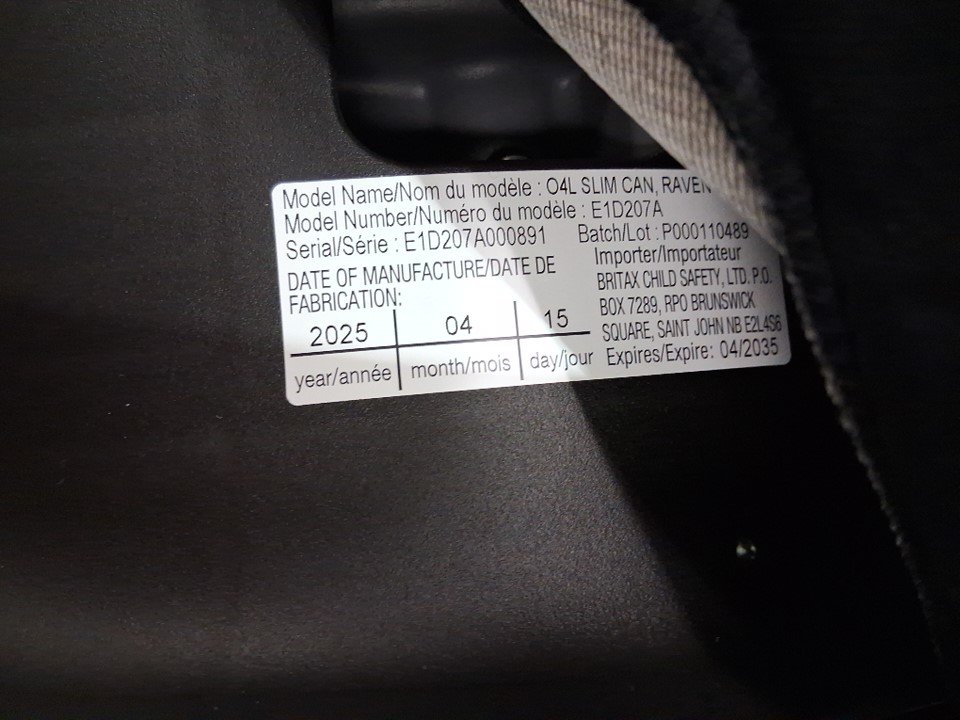 Model Name/Nom du modèle : O4L SLIM CAN, RAVEN
Model Number/Numéro du modèle : E1D207A
Serial/Série : E1D207A000891 Batch/Lot : P000110489
DATE OF MANUFACTURE/DATE DE
FABRICATION:
2025 04 15
year/année month/mois day/jour
Importer/Importateur
BRITAX CHILD SAFETY, LTD. P.O.
BOX 7289, RPO BRUNSWICK
SQUARE, SAINT JOHN NB E2L4S6
Expires/Expire: 04/2035